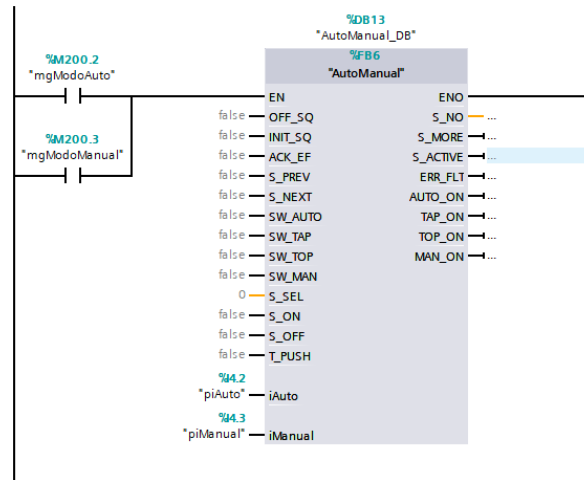 %DB13
"AutoManual_DB"
%M200.2
"mgModoAuto"
%FB6
"AutoManual"
EN ENO
false OFF_SQ S_NO ...
false INIT_SQ S_MORE ...
false ACK_EF S_ACTIVE ...
%M200.3
"mgModoManual"
false S_PREV ERR_FLT ...
false S_NEXT AUTO_ON ...
false SW_AUTO TAP_ON ...
false SW_TAP TOP_ON ...
false SW_TOP MAN_ON ...
false SW_MAN
0 S_SEL
false S_ON
false S_OFF
false T_PUSH
%I4.2
"piAuto" iAuto
%I4.3
"piManual" iManual